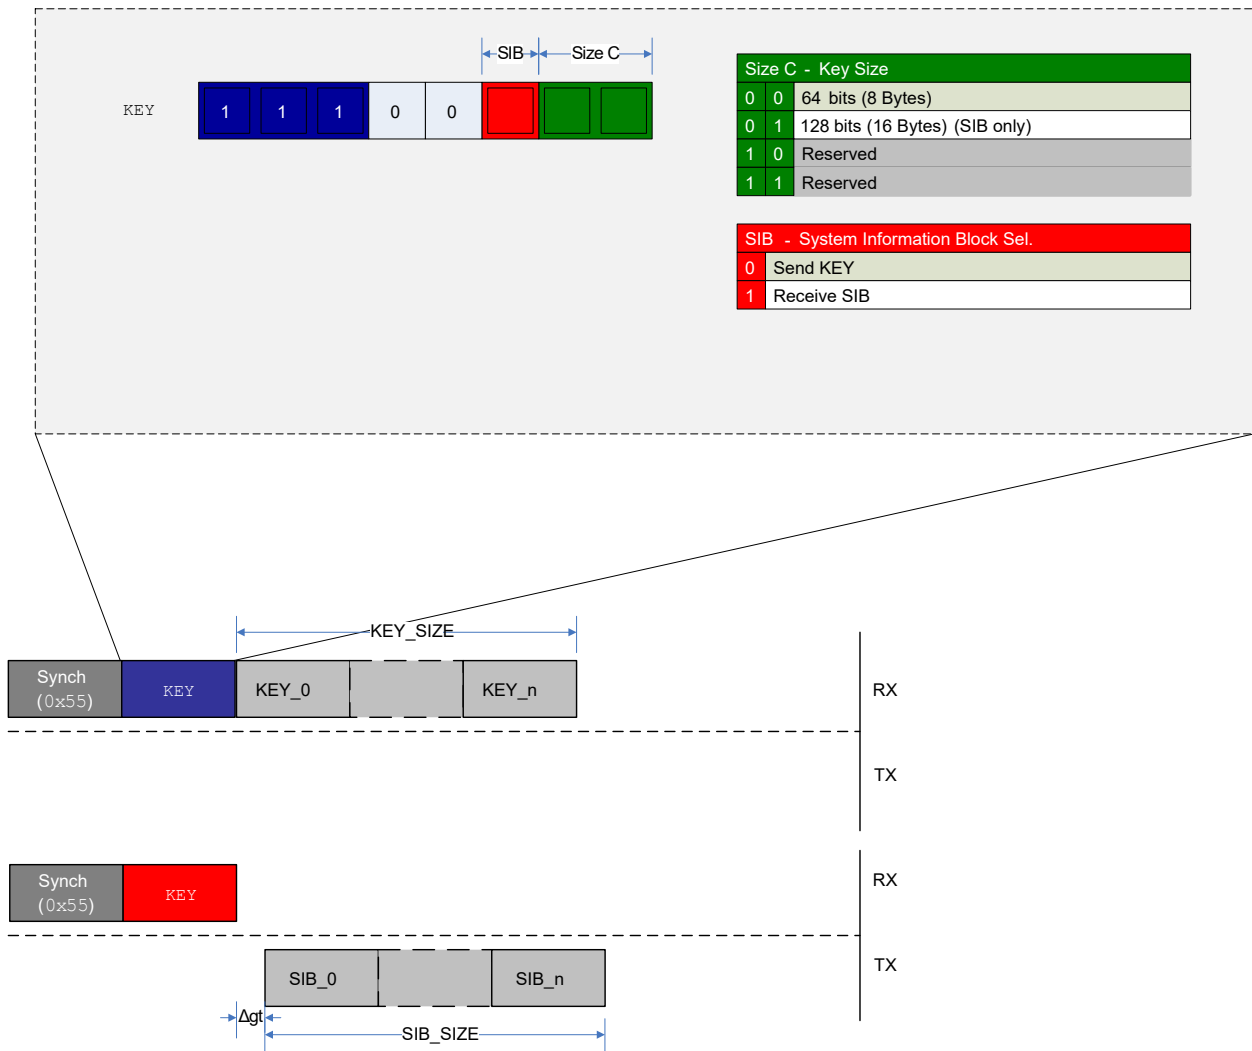 SIB
Size C
KEY
1 1 1 0 0
Size C - Key Size
0 0 64 bits (8 Bytes)
0 1 128 bits (16 Bytes) (SIB only)
1 0 Reserved
1 1 Reserved
SIB - System Information Block Sel.
0 Send KEY
1 Receive SIB
KEY_SIZE
Synch
(0x55)
KEY
KEY_0
KEY_n
RX
TX
Synch
(0x55)
KEY
RX
SIB_0
SIB_n
TX
Δgt
SIB_SIZE